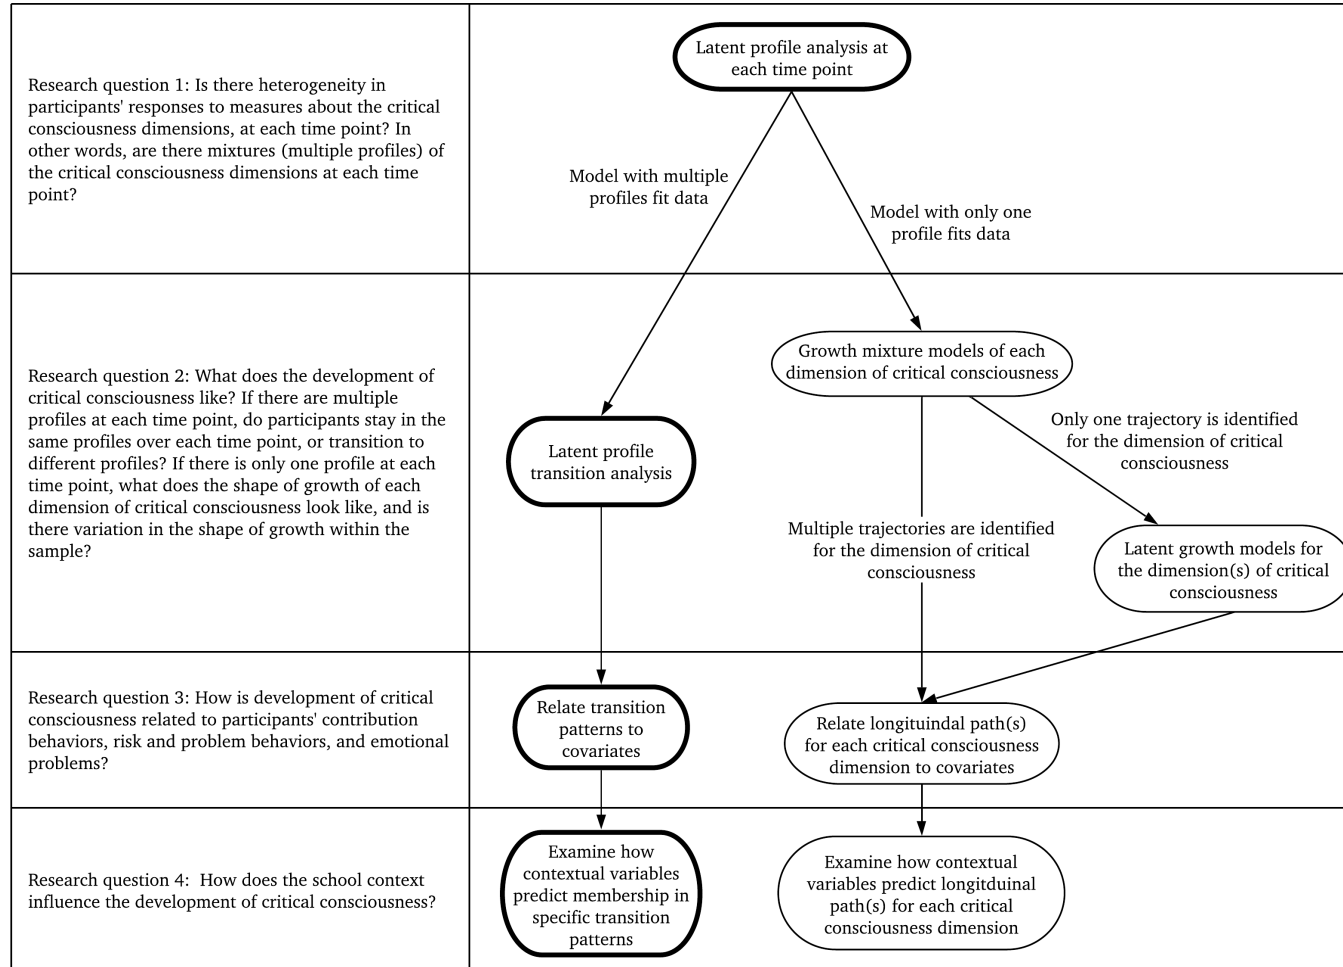 Latent profile analysis at
each time point
Research question 1: Is there heterogeneity in
participants' responses to measures about the critical
consciousness dimensions, at each time point? In
other words, are there mixtures (multiple profiles) of
the critical consciousness dimensions at each time
point?
Model with multiple
profiles fit data
Model with only one
profile fits data
Research question 2: What does the development of
critical consciousness like? If there are multiple
profiles at each time point, do participants stay in the
same profiles over each time point, or transition to
different profiles? If there is only one profile at each
time point, what does the shape of growth of each
dimension of critical consciousness look like, and is
there variation in the shape of growth within the
sample?
Growth mixture models of each
dimension of critical consciousness
Only one trajectory is identified
for the dimension of critical
consciousness
Latent profile
transition analysis
Multiple trajectories are identified
for the dimension of critical
consciousness
Latent growth models for
the dimension(s) of critical
consciousness
Research question 3: How is development of critical
consciousness related to participants' contribution
behaviors, risk and problem behaviors, and emotional
problems?
Relate transition
patterns to
covariates
Relate longituindal path(s)
for each critical consciousness
dimension to covariates
Research question 4:  How does the school context
influence the development of critical consciousness?
Examine how
contextual variables
predict membership in
specific transition
patterns
Examine how contextual
variables predict longitduinal
path(s) for each critical
consciousness dimension